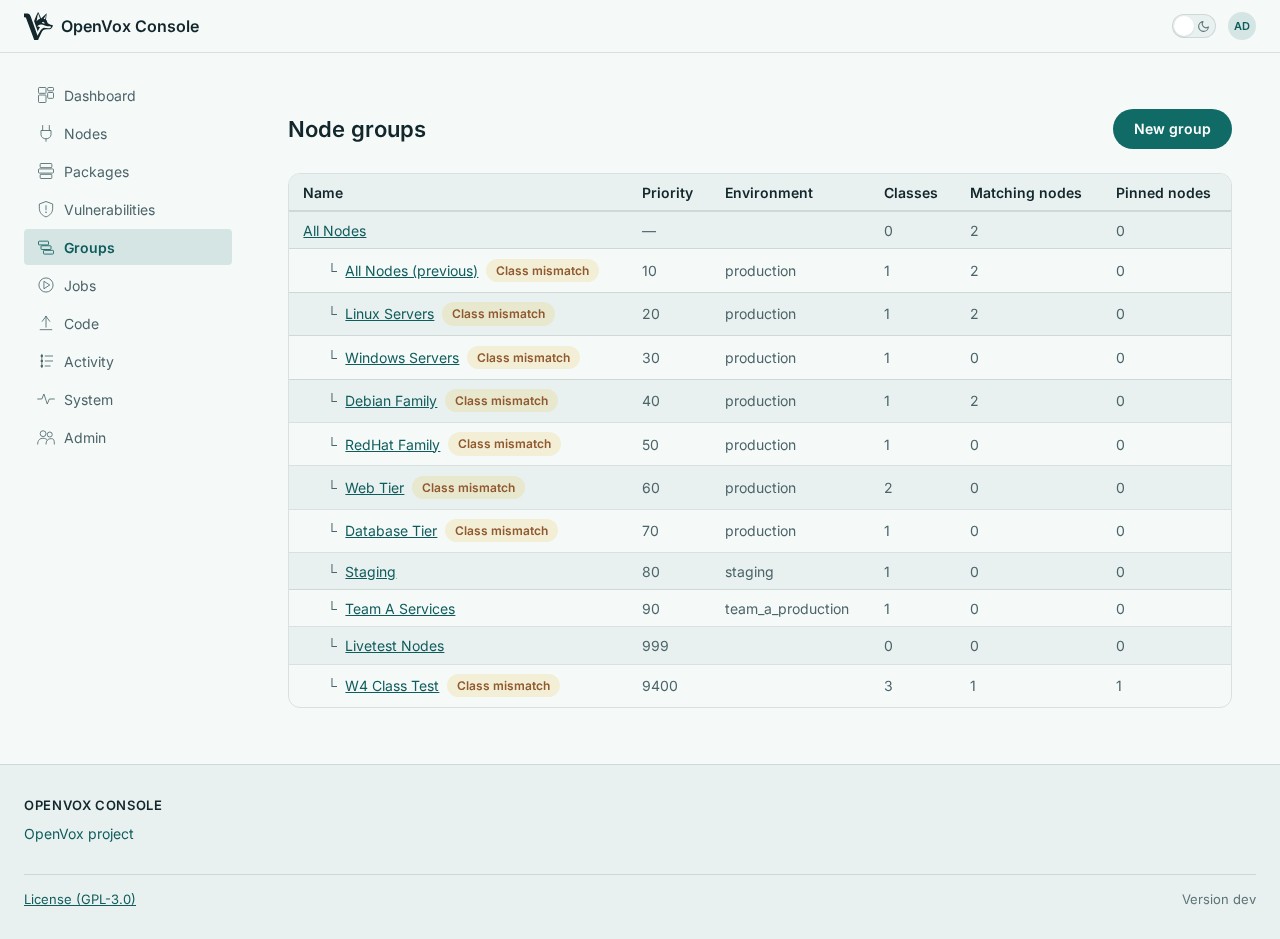 OpenVox Console
AD
Dashboard
Nodes
Packages
Vulnerabilities
Groups
Jobs
Code
Activity
System
Admin
Node groups
New group
Name Priority Environment Classes Matching nodes Pinned nodes
All Nodes — 0 2 0
└ All Nodes (previous) Class mismatch 10 production 1 2 0
└ Linux Servers Class mismatch 20 production 1 2 0
└ Windows Servers Class mismatch 30 production 1 0 0
└ Debian Family Class mismatch 40 production 1 2 0
└ RedHat Family Class mismatch 50 production 1 0 0
└ Web Tier Class mismatch 60 production 2 0 0
└ Database Tier Class mismatch 70 production 1 0 0
└ Staging 80 staging 1 0 0
└ Team A Services 90 team_a_production 1 0 0
└ Livetest Nodes 999 0 0 0
└ W4 Class Test Class mismatch 9400 3 1 1
OPENVOX CONSOLE
OpenVox project
License (GPL-3.0)
Version dev